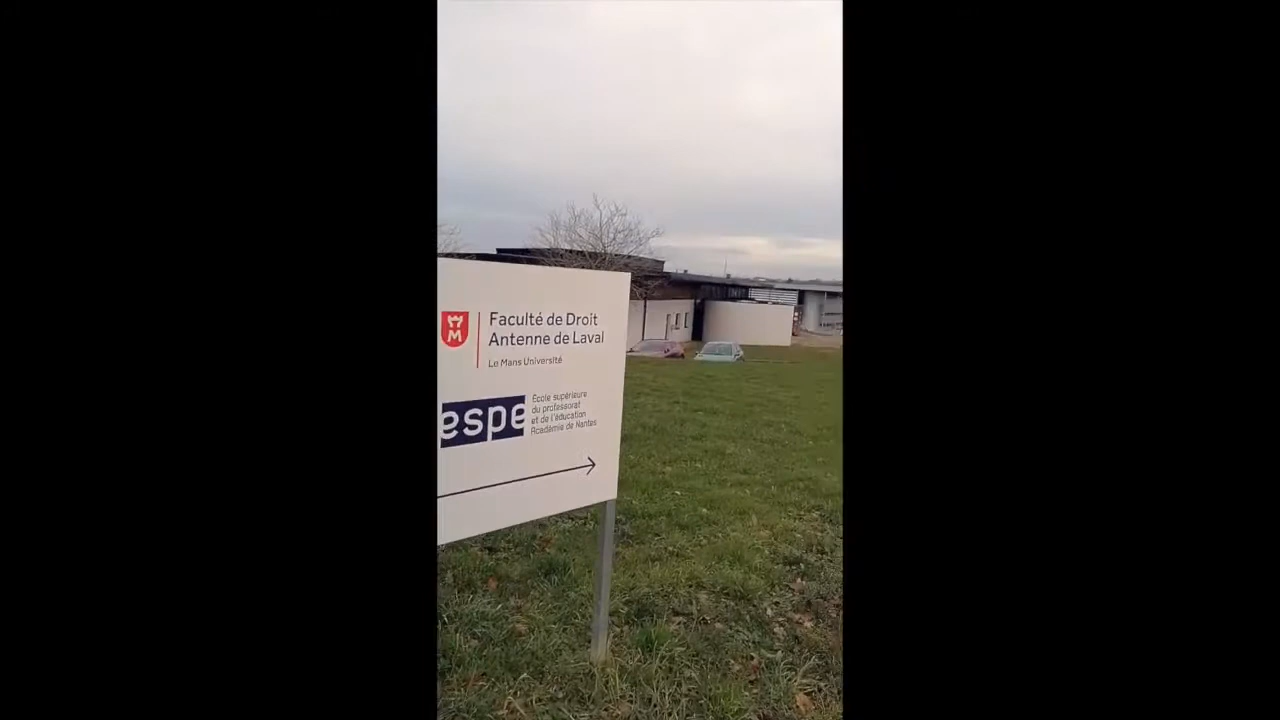 M
Faculté de Droit
Antenne de Laval
Le Mans Université
espe
École supérieure
du professorat
et de l'éducation
Académie de Nantes